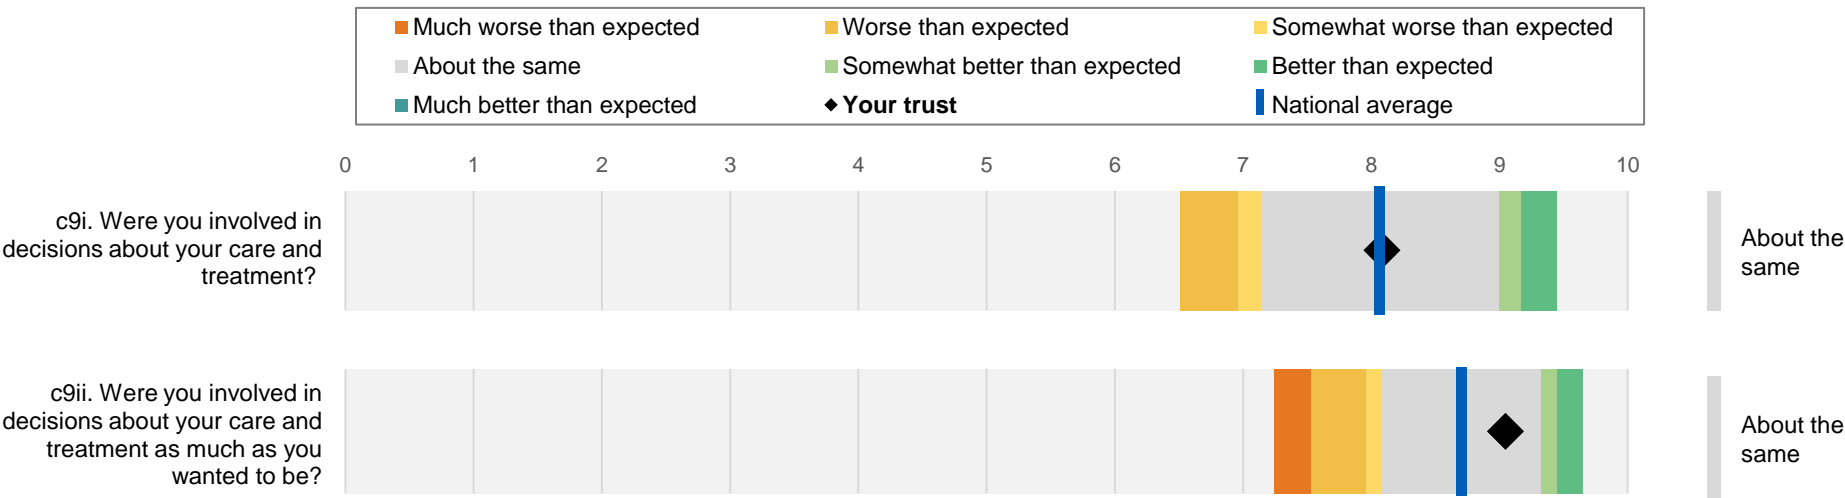 Much worse than expected
Worse than expected
Somewhat worse than expected
About the same
Somewhat better than expected
Better than expected
Much better than expected
Your trust
National average
0 1 2 3 4 5 6 7 8 9 10
c9i. Were you involved in
decisions about your care and
treatment?
About the
same
c9ii. Were you involved in
decisions about your care and
treatment as much as you
wanted to be?
About the
same